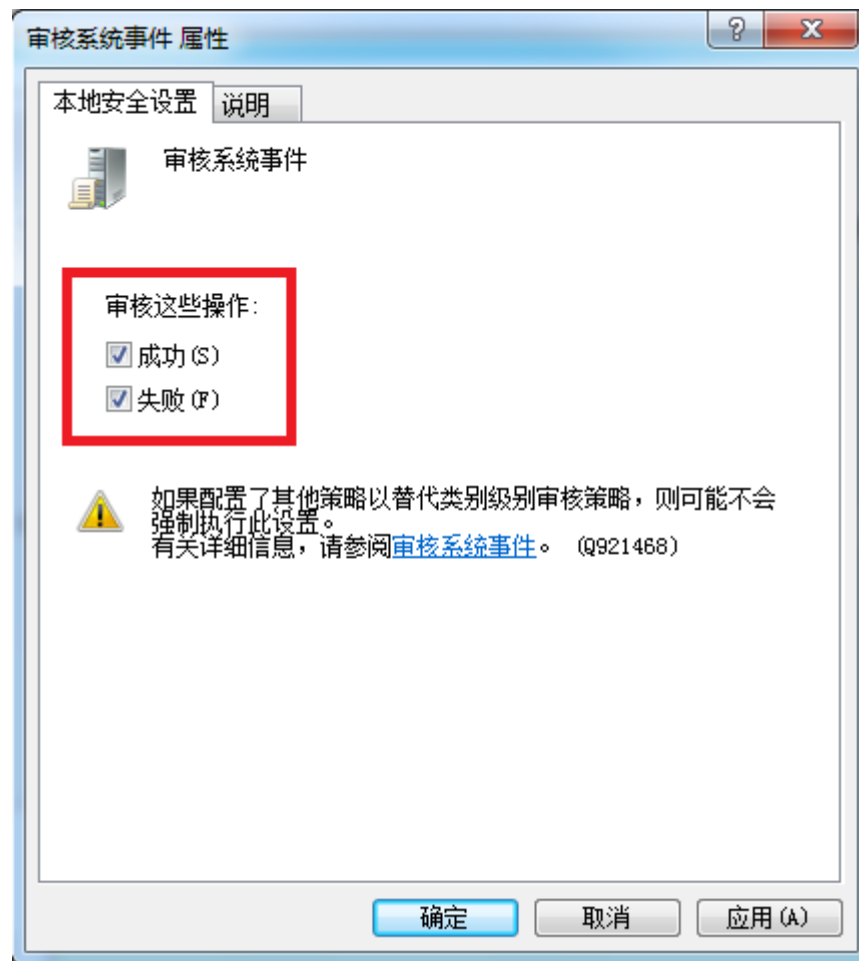 审核系统事件 属性
本地安全设置 说明
审核系统事件
审核这些操作:
成功(S)
失败(F)
如果配置了其他策略以替代类别级别审核策略，则可能不会
强制执行此设置。
有关详细信息，请参阅审核系统事件。 (Q921468)
确定 取消 应用(A)